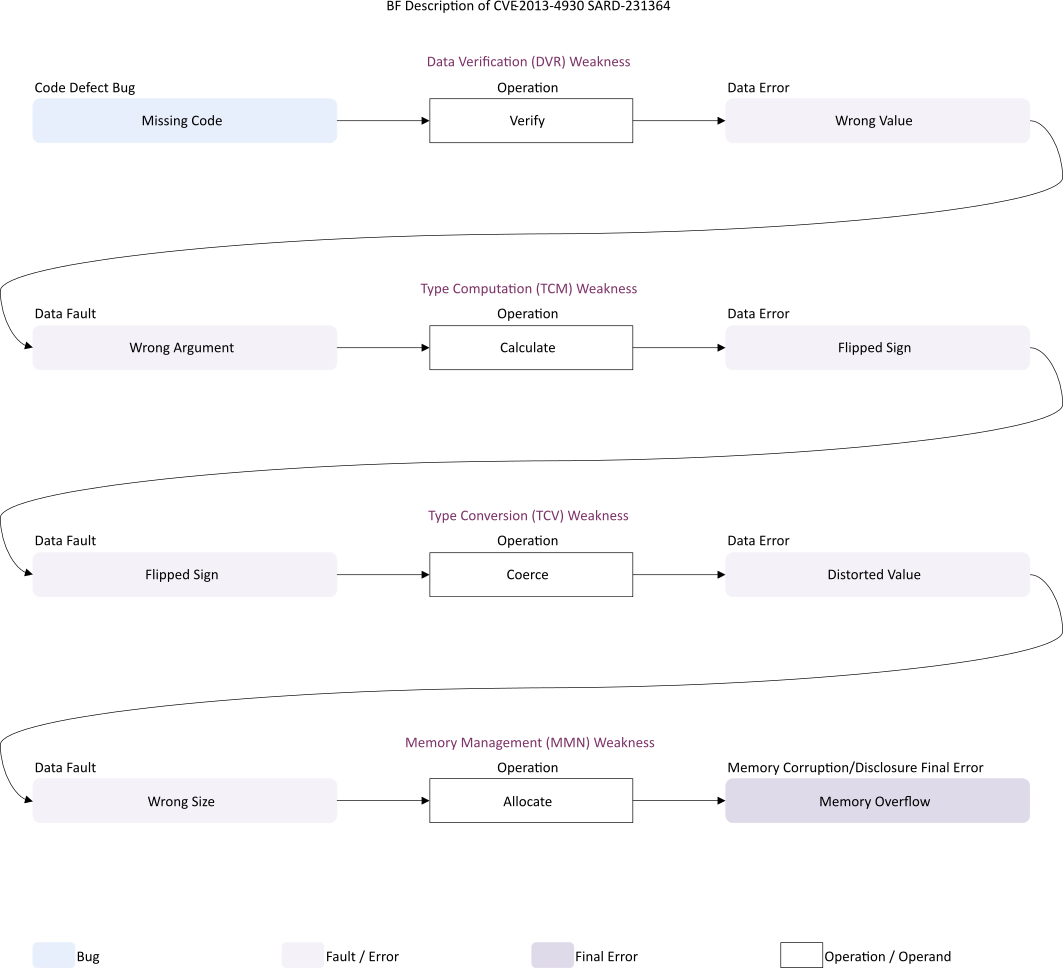 BF Description of CVE-2013-4930 SARD-231364
Data Verification (DVR) Weakness
Code Defect Bug
Operation
Data Error
Missing Code
Verify
Wrong Value
Type Computation (TCM) Weakness
Data Fault
Operation
Data Error
Wrong Argument
Calculate
Flipped Sign
Type Conversion (TCV) Weakness
Data Fault
Operation
Data Error
Flipped Sign
Coerce
Distorted Value
Memory Management (MMN) Weakness
Data Fault
Operation
Memory Corruption/Disclosure Final Error
Wrong Size
Allocate
Memory Overflow
Bug
Fault / Error
Final Error
Operation / Operand